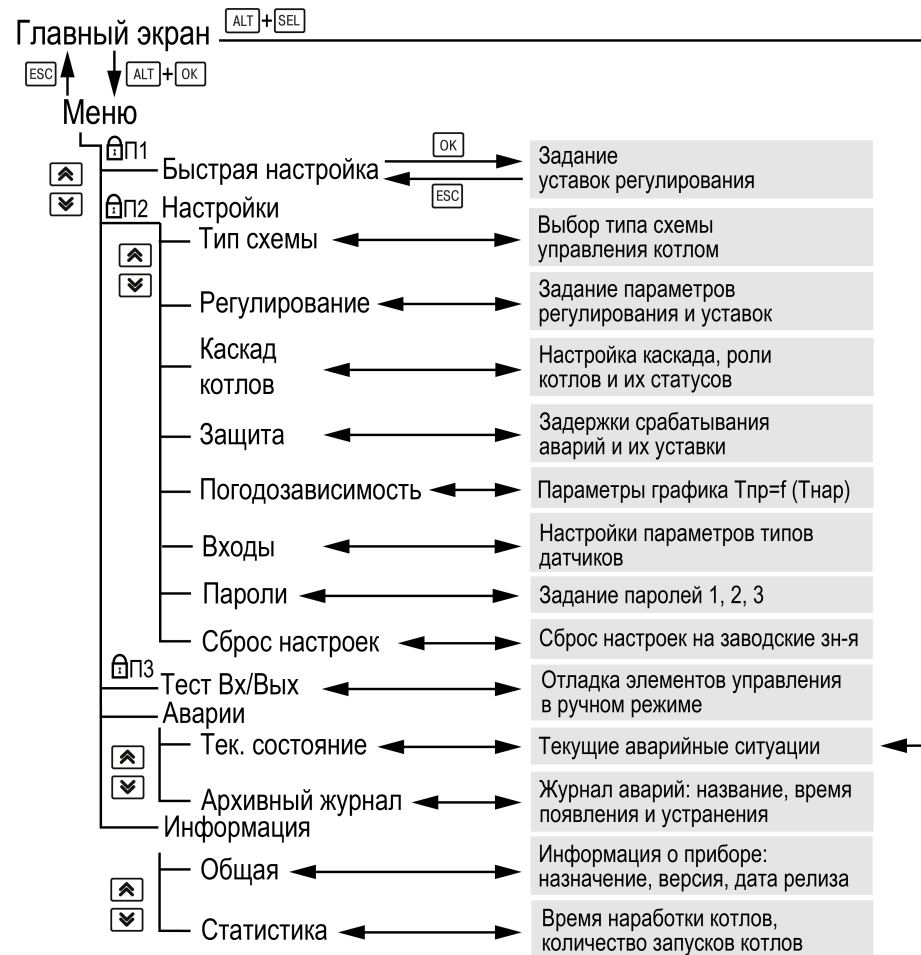 Главный экран ALT+SEL
ESC ALT+OK
Меню
П1
Быстрая настройка
OK
ESC
Задание
уставок регулирования
П2 Настройки
Тип схемы
Выбор типа схемы
управления котлом
Регулирование
Задание параметров
регулирования и уставок
Каскад
котлов
Настройка каскада, роли
котлов и их статусов
Защита
Задержки срабатывания
аварий и их уставки
Погодозависимость
Параметры графика Тпр=f (Тнар)
Входы
Настройки параметров типов
датчиков
Пароли
Задание паролей 1, 2, 3
Сброс настроек
Сброс настроек на заводские зн-я
П3
Тест Вх/Вых
Отладка элементов управления
в ручном режиме
Аварии
Тек. состояние
Текущие аварийные ситуации
Архивный журнал
Журнал аварий: название, время
появления и устранения
Информация
Общая
Информация о приборе:
назначение, версия, дата релиза
Статистика
Время наработки котлов,
количество запусков котлов